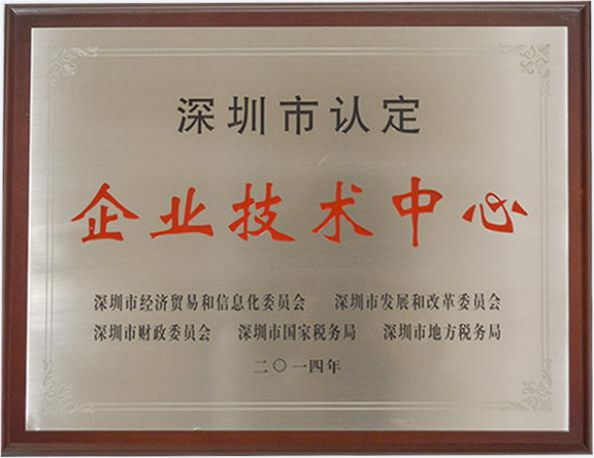 深圳市认定
企业技术中心
深圳市经济贸易和信息化委员会 深圳市发展和改革委员会
深圳市财政委员会 深圳市国家税务局 深圳市地方税务局
二〇一四年